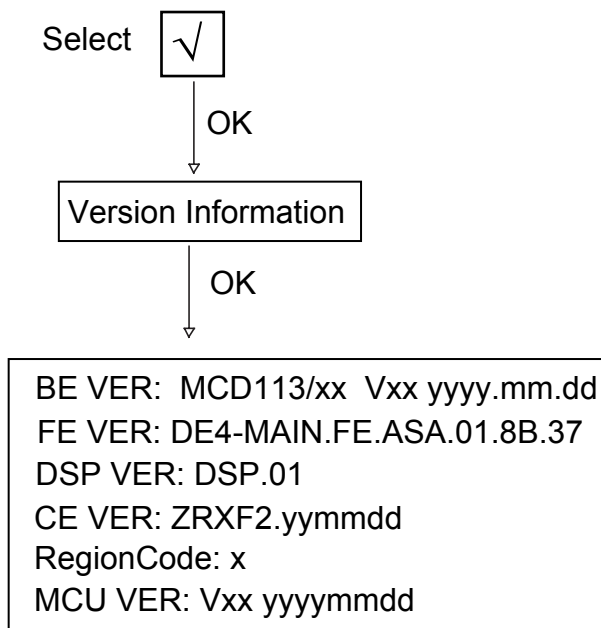 Select √
OK
Version Information
OK
BE VER: MCD113/xx Vxx yyyy.mm.dd
FE VER: DE4-MAIN.FE.ASA.01.8B.37
DSP VER: DSP.01
CE VER: ZRXF2.yymmdd
RegionCode: x
MCU VER: Vxx yyyymmdd